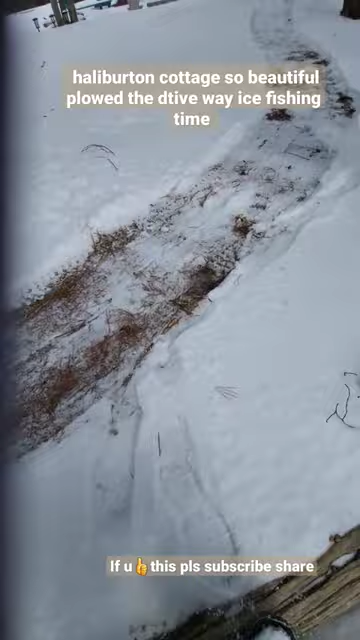 haliburton cottage so beautiful
plowed the dtive way ice fishing
time
If u👍this pls subscribe share